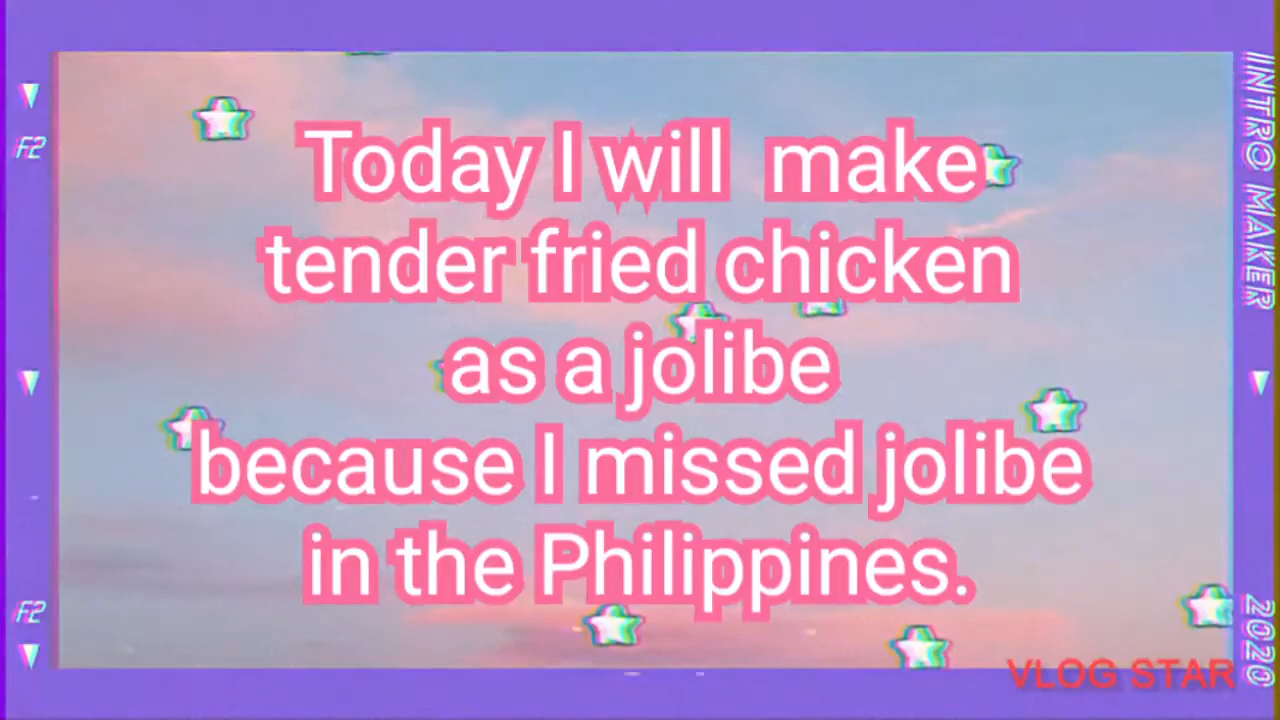 Today I will  make
tender fried chicken
as a jolibe
because I missed jolibe
in the Philippines.
F2
F2
INTRO MAKER
2020
VLOG STAR